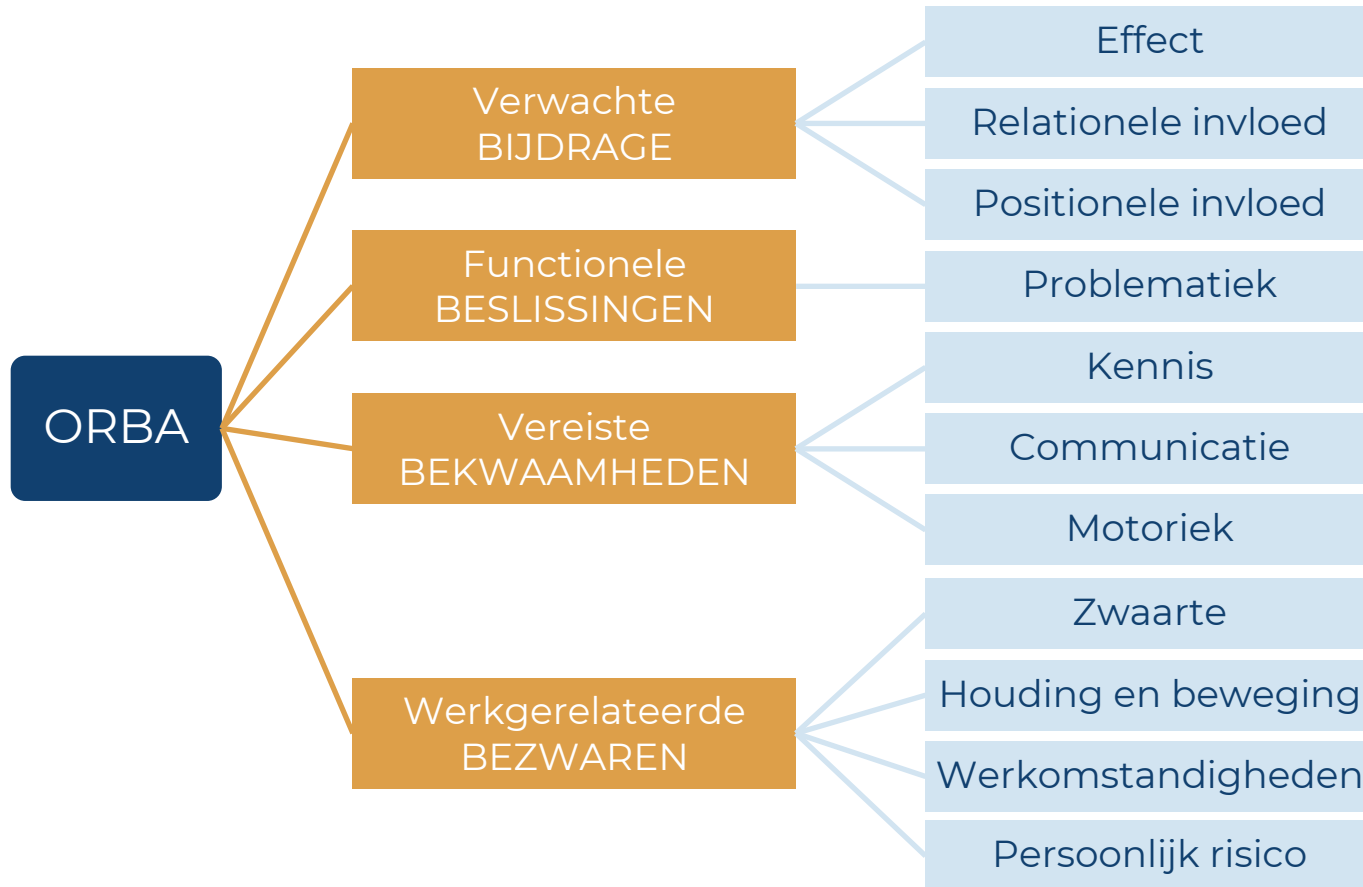 ORBA
Verwachte
BIJDRAGE
Effect
Relationele invloed
Positionele invloed
Functionele
BESLISSINGEN
Problematiek
Vereiste
BEKWAAMHEDEN
Kennis
Communicatie
Motoriek
Werkgerelateerde
BEZWAREN
Zwaarte
Houding en beweging
Werkomstandigheden
Persoonlijk risico